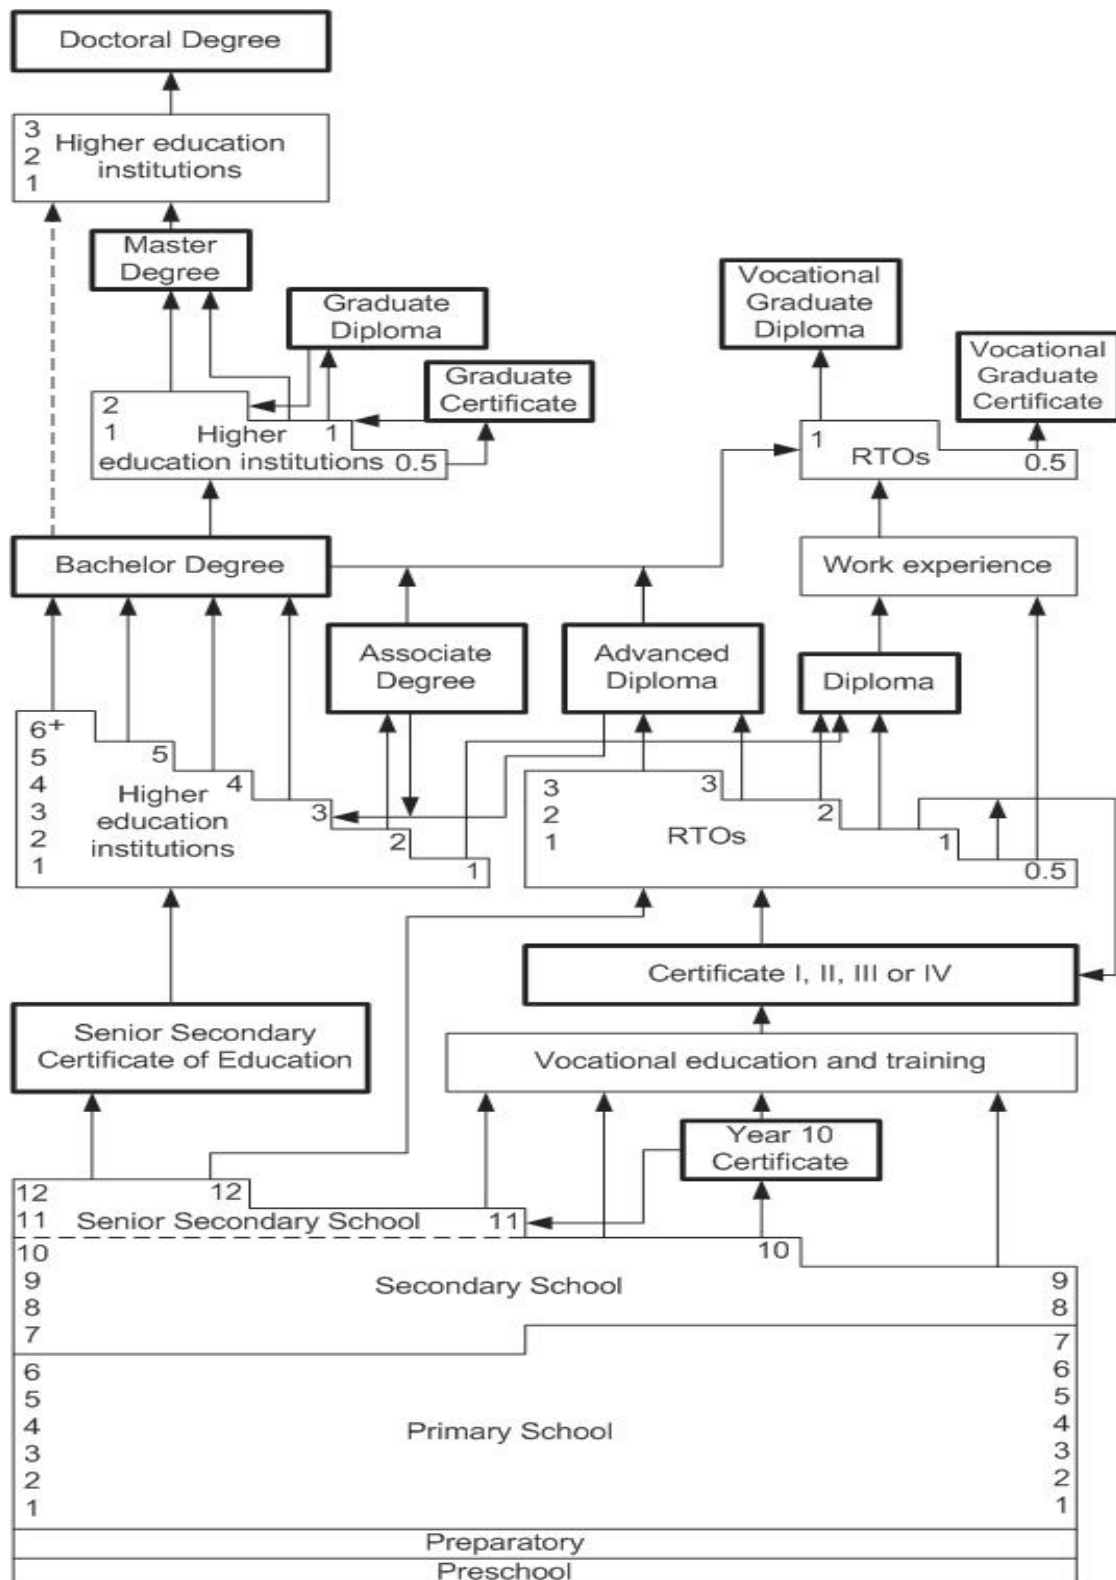 Doctoral Degree
3
2
1
Higher education
institutions
Master
Degree
Graduate
Diploma
Graduate
Certificate
Vocational
Graduate
Diploma
Vocational
Graduate
Certificate
2
1
Higher
education institutions
1
0.5
1
RTOs
0.5
Bachelor Degree
Work experience
Associate
Degree
Advanced
Diploma
Diploma
6+
5
4
3
2
1
Higher
education
institutions
5
4
3
2
1
3
2
1
RTOs
3
2
1
0.5
Certificate I, II, III or IV
Senior Secondary
Certificate of Education
Vocational education and training
Year 10
Certificate
12
11
12
Senior Secondary School
11
10
9
8
7
10
Secondary School
9
8
7
6
5
4
3
2
1
Primary School
6
5
4
3
2
1
Preparatory
Preschool